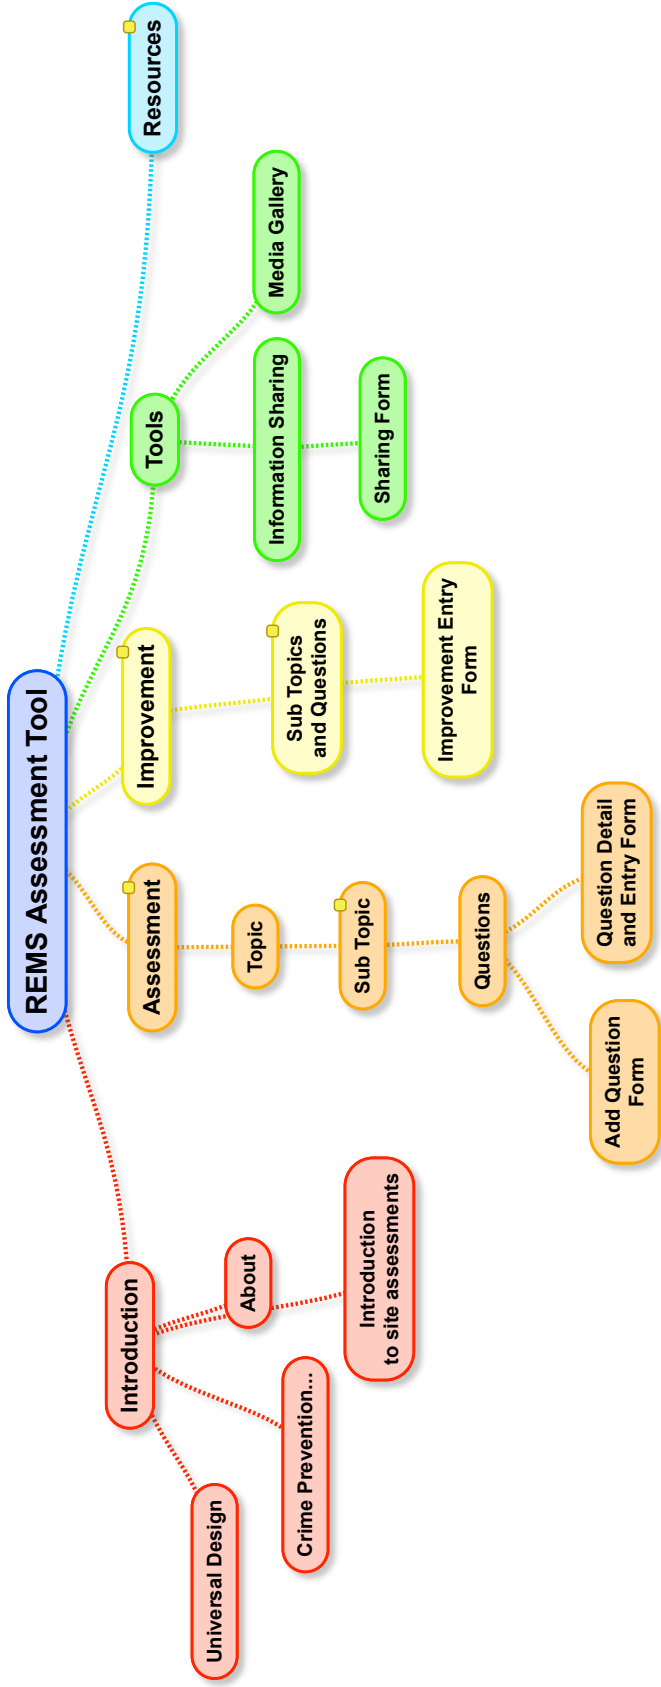 REMS Assessment Tool
Introduction
Universal Design
Crime Prevention...
About
Introduction
to site assessments
Assessment
Topic
Sub Topic
Questions
Add Question
Form
Question Detail
and Entry Form
Improvement
Sub Topics
and Questions
Improvement Entry
Form
Tools
Information Sharing
Sharing Form
Media Gallery
Resources